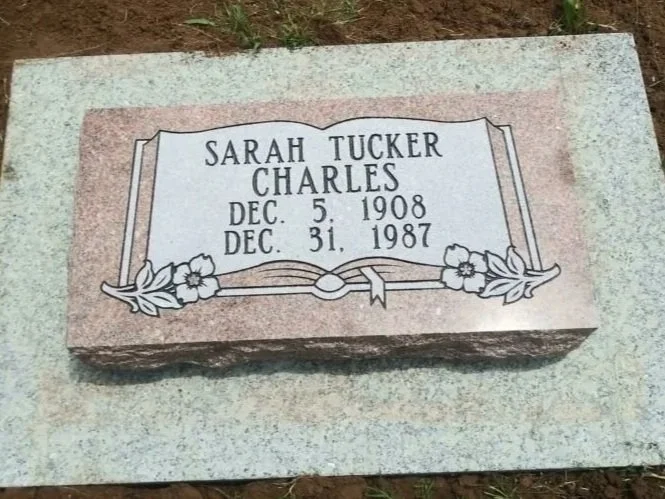 SARAH TUCKER
CHARLES
DEC. 5, 1908
DEC. 31, 1987